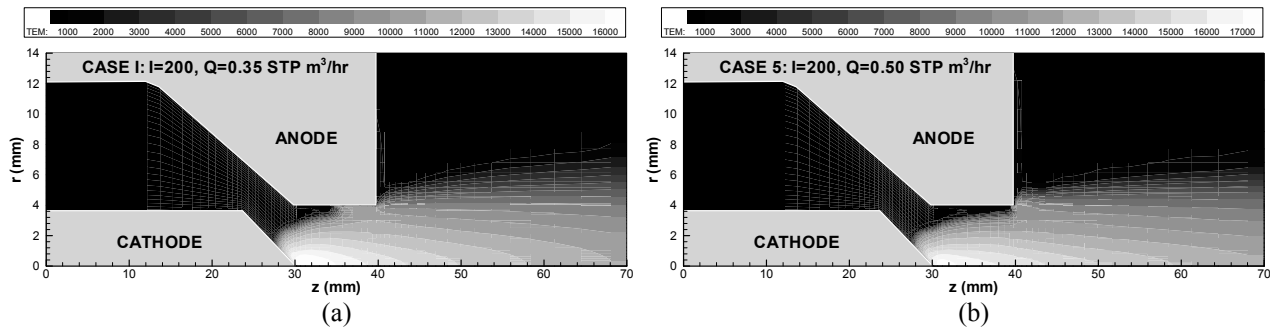 TEM: 1000 2000 3000 4000 5000 6000 7000 8000 9000 10000 11000 12000 13000 14000 15000 16000
CASE I: I=200, Q=0.35 STP m³/hr
ANODE
CATHODE
r (mm)
14
12
10
8
6
4
2
0
0 10 20 30 40 50 60 70
z (mm)
(a)
TEM: 1000 2000 3000 4000 5000 6000 7000 8000 9000 10000 11000 12000 13000 14000 15000 16000 17000
CASE 5: I=200, Q=0.50 STP m³/hr
ANODE
CATHODE
r (mm)
14
12
10
8
6
4
2
0
0 10 20 30 40 50 60 70
z (mm)
(b)